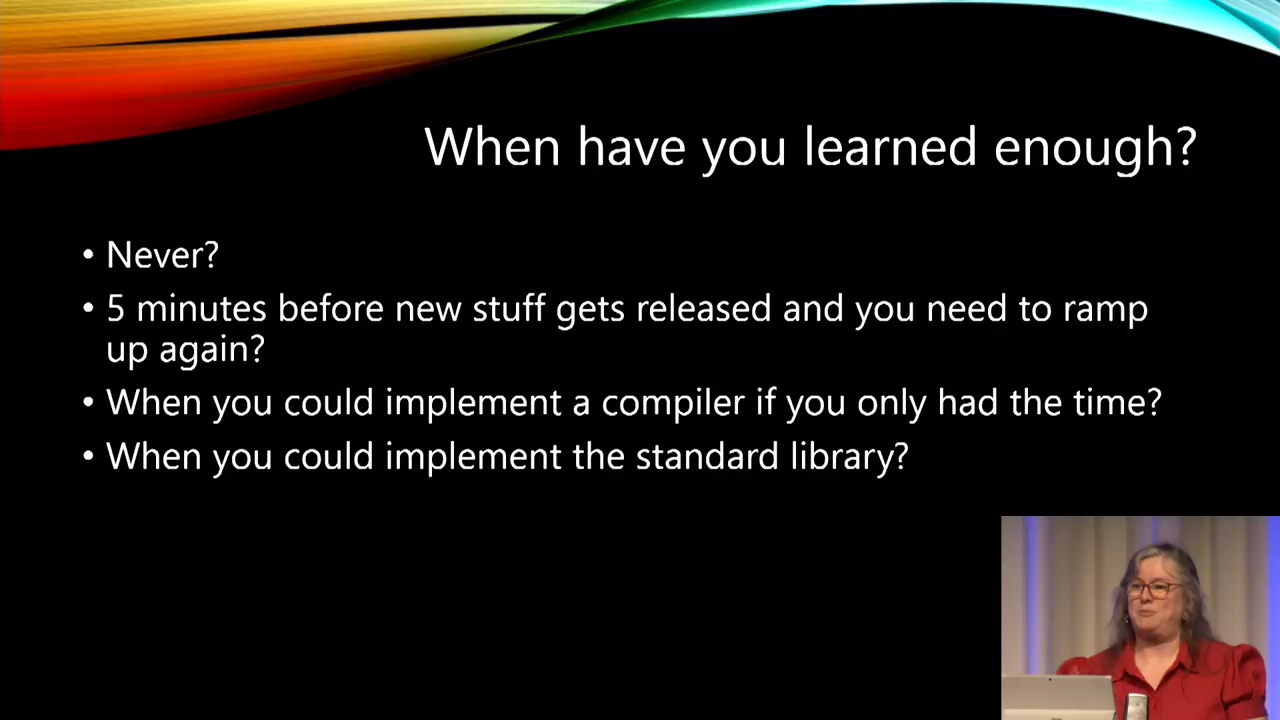 When have you learned enough?
• Never?
• 5 minutes before new stuff gets released and you need to ramp
up again?
• When you could implement a compiler if you only had the time?
• When you could implement the standard library?